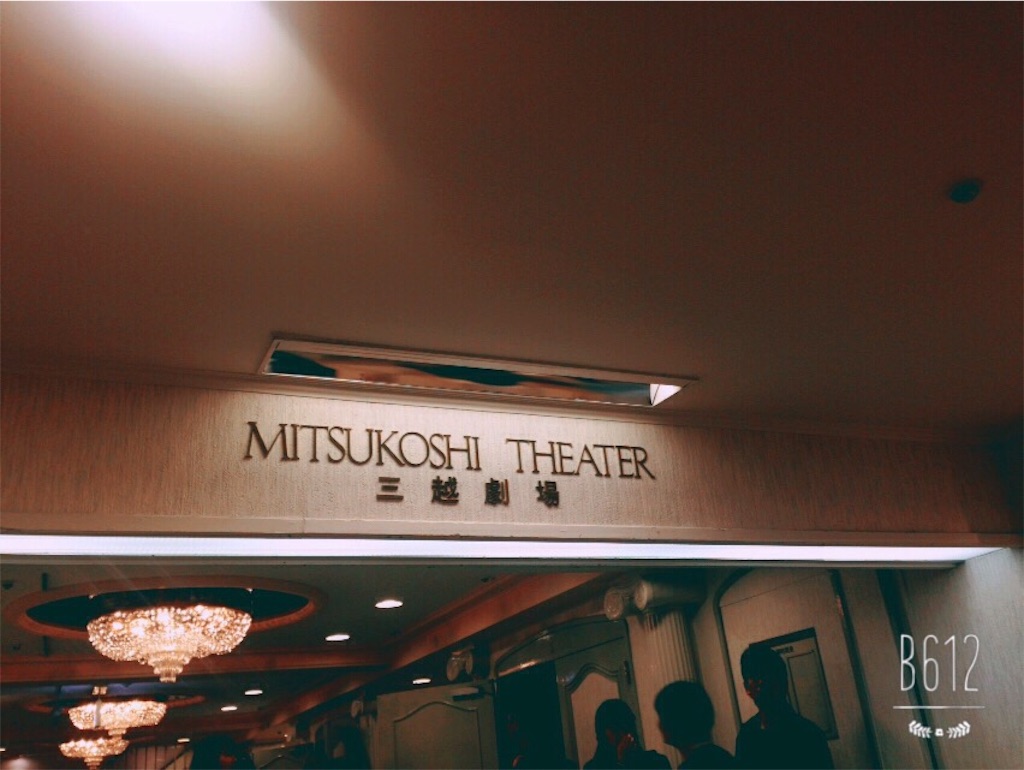 MITSUKOSHI THEATER
三越劇場
B612